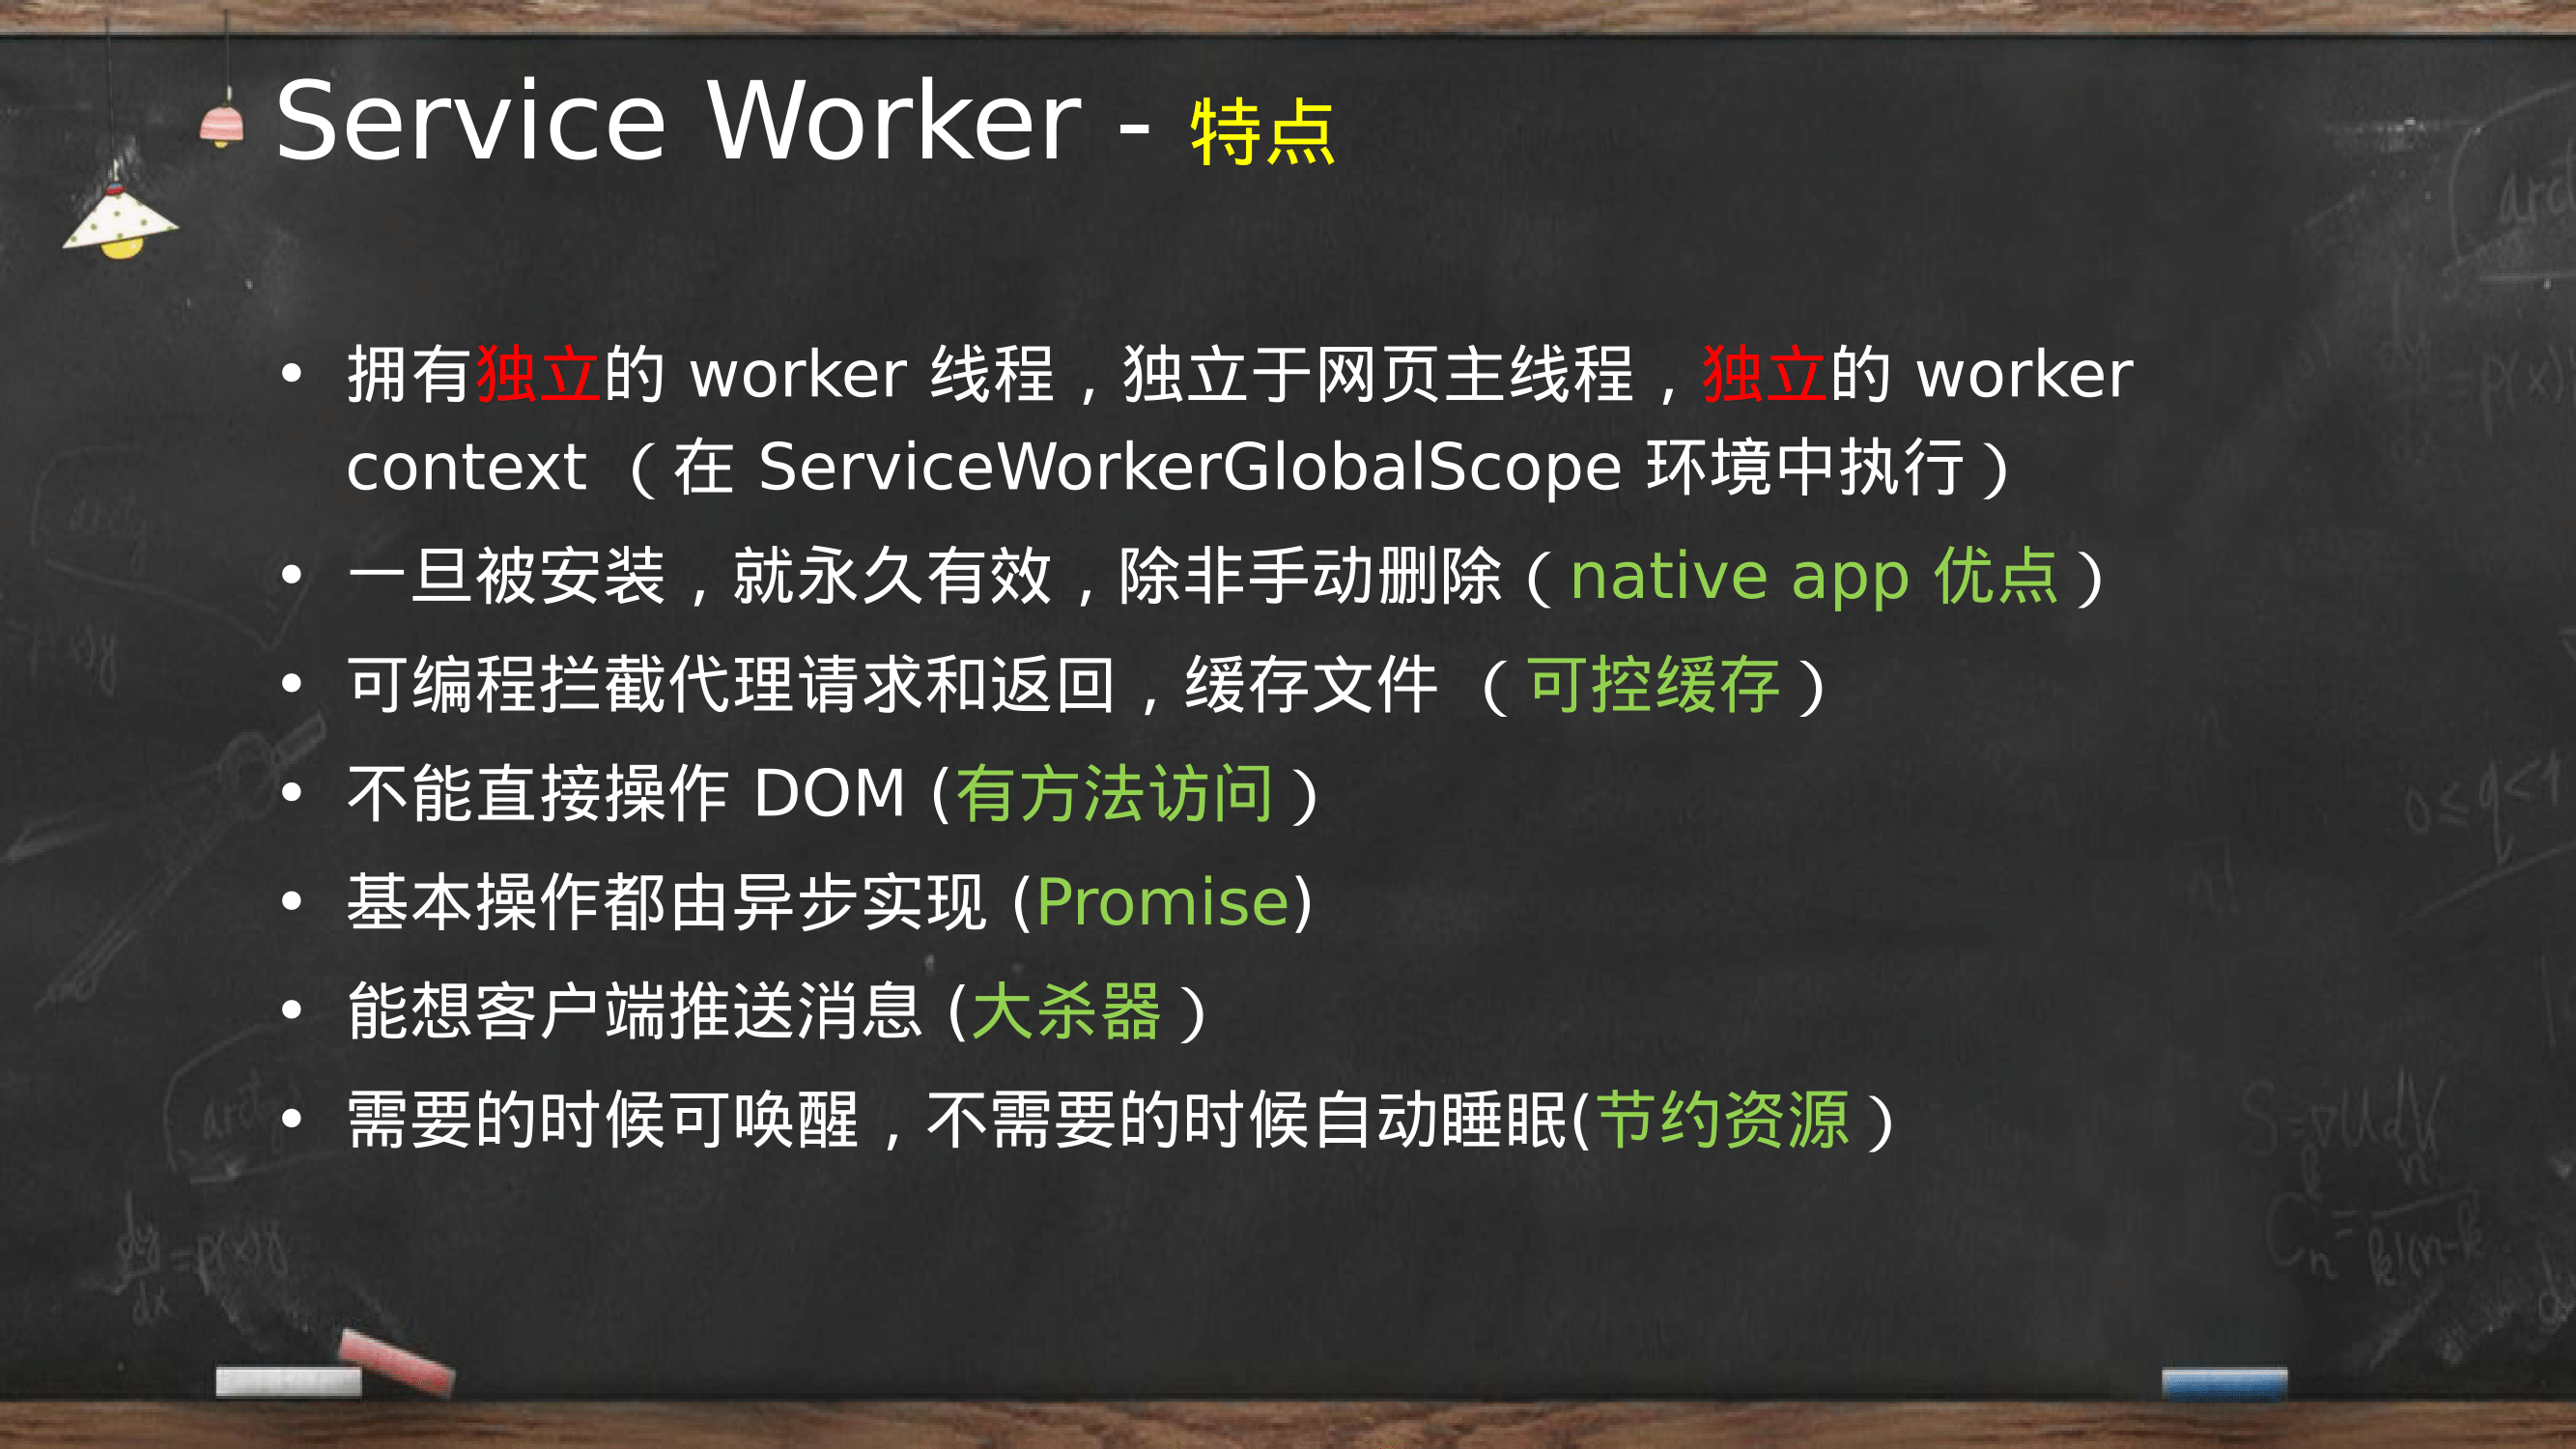 Service Worker - 特点
• 拥有独立的 worker 线程，独立于网页主线程，独立的 worker
context （在 ServiceWorkerGlobalScope 环境中执行）
• 一旦被安装，就永久有效，除非手动删除（native app 优点）
• 可编程拦截代理请求和返回，缓存文件 （可控缓存）
• 不能直接操作 DOM (有方法访问）
• 基本操作都由异步实现 (Promise)
• 能想客户端推送消息 (大杀器）
• 需要的时候可唤醒，不需要的时候自动睡眠(节约资源）